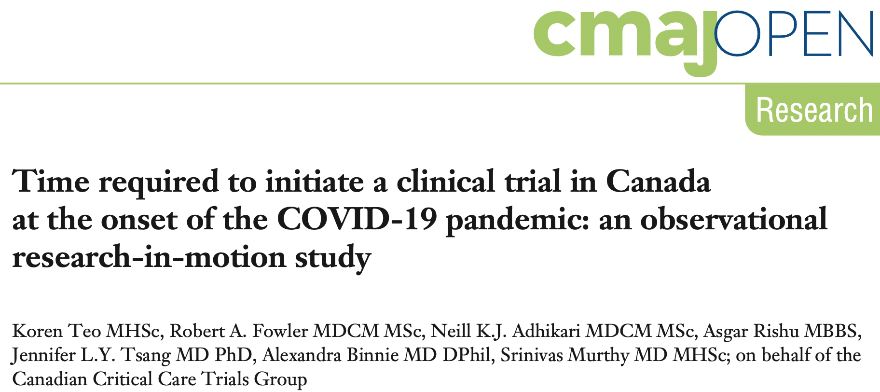 cmajOPEN
Research
Time required to initiate a clinical trial in Canada
at the onset of the COVID-19 pandemic: an observational
research-in-motion study
Koren Teo MHSc, Robert A. Fowler MDCM MSc, Neill K.J. Adhikari MDCM MSc, Asgar Rishu MBBS,
Jennifer L.Y. Tsang MD PhD, Alexandra Binnie MD DPhil, Srinivas Murthy MD MHSc; on behalf of the
Canadian Critical Care Trials Group